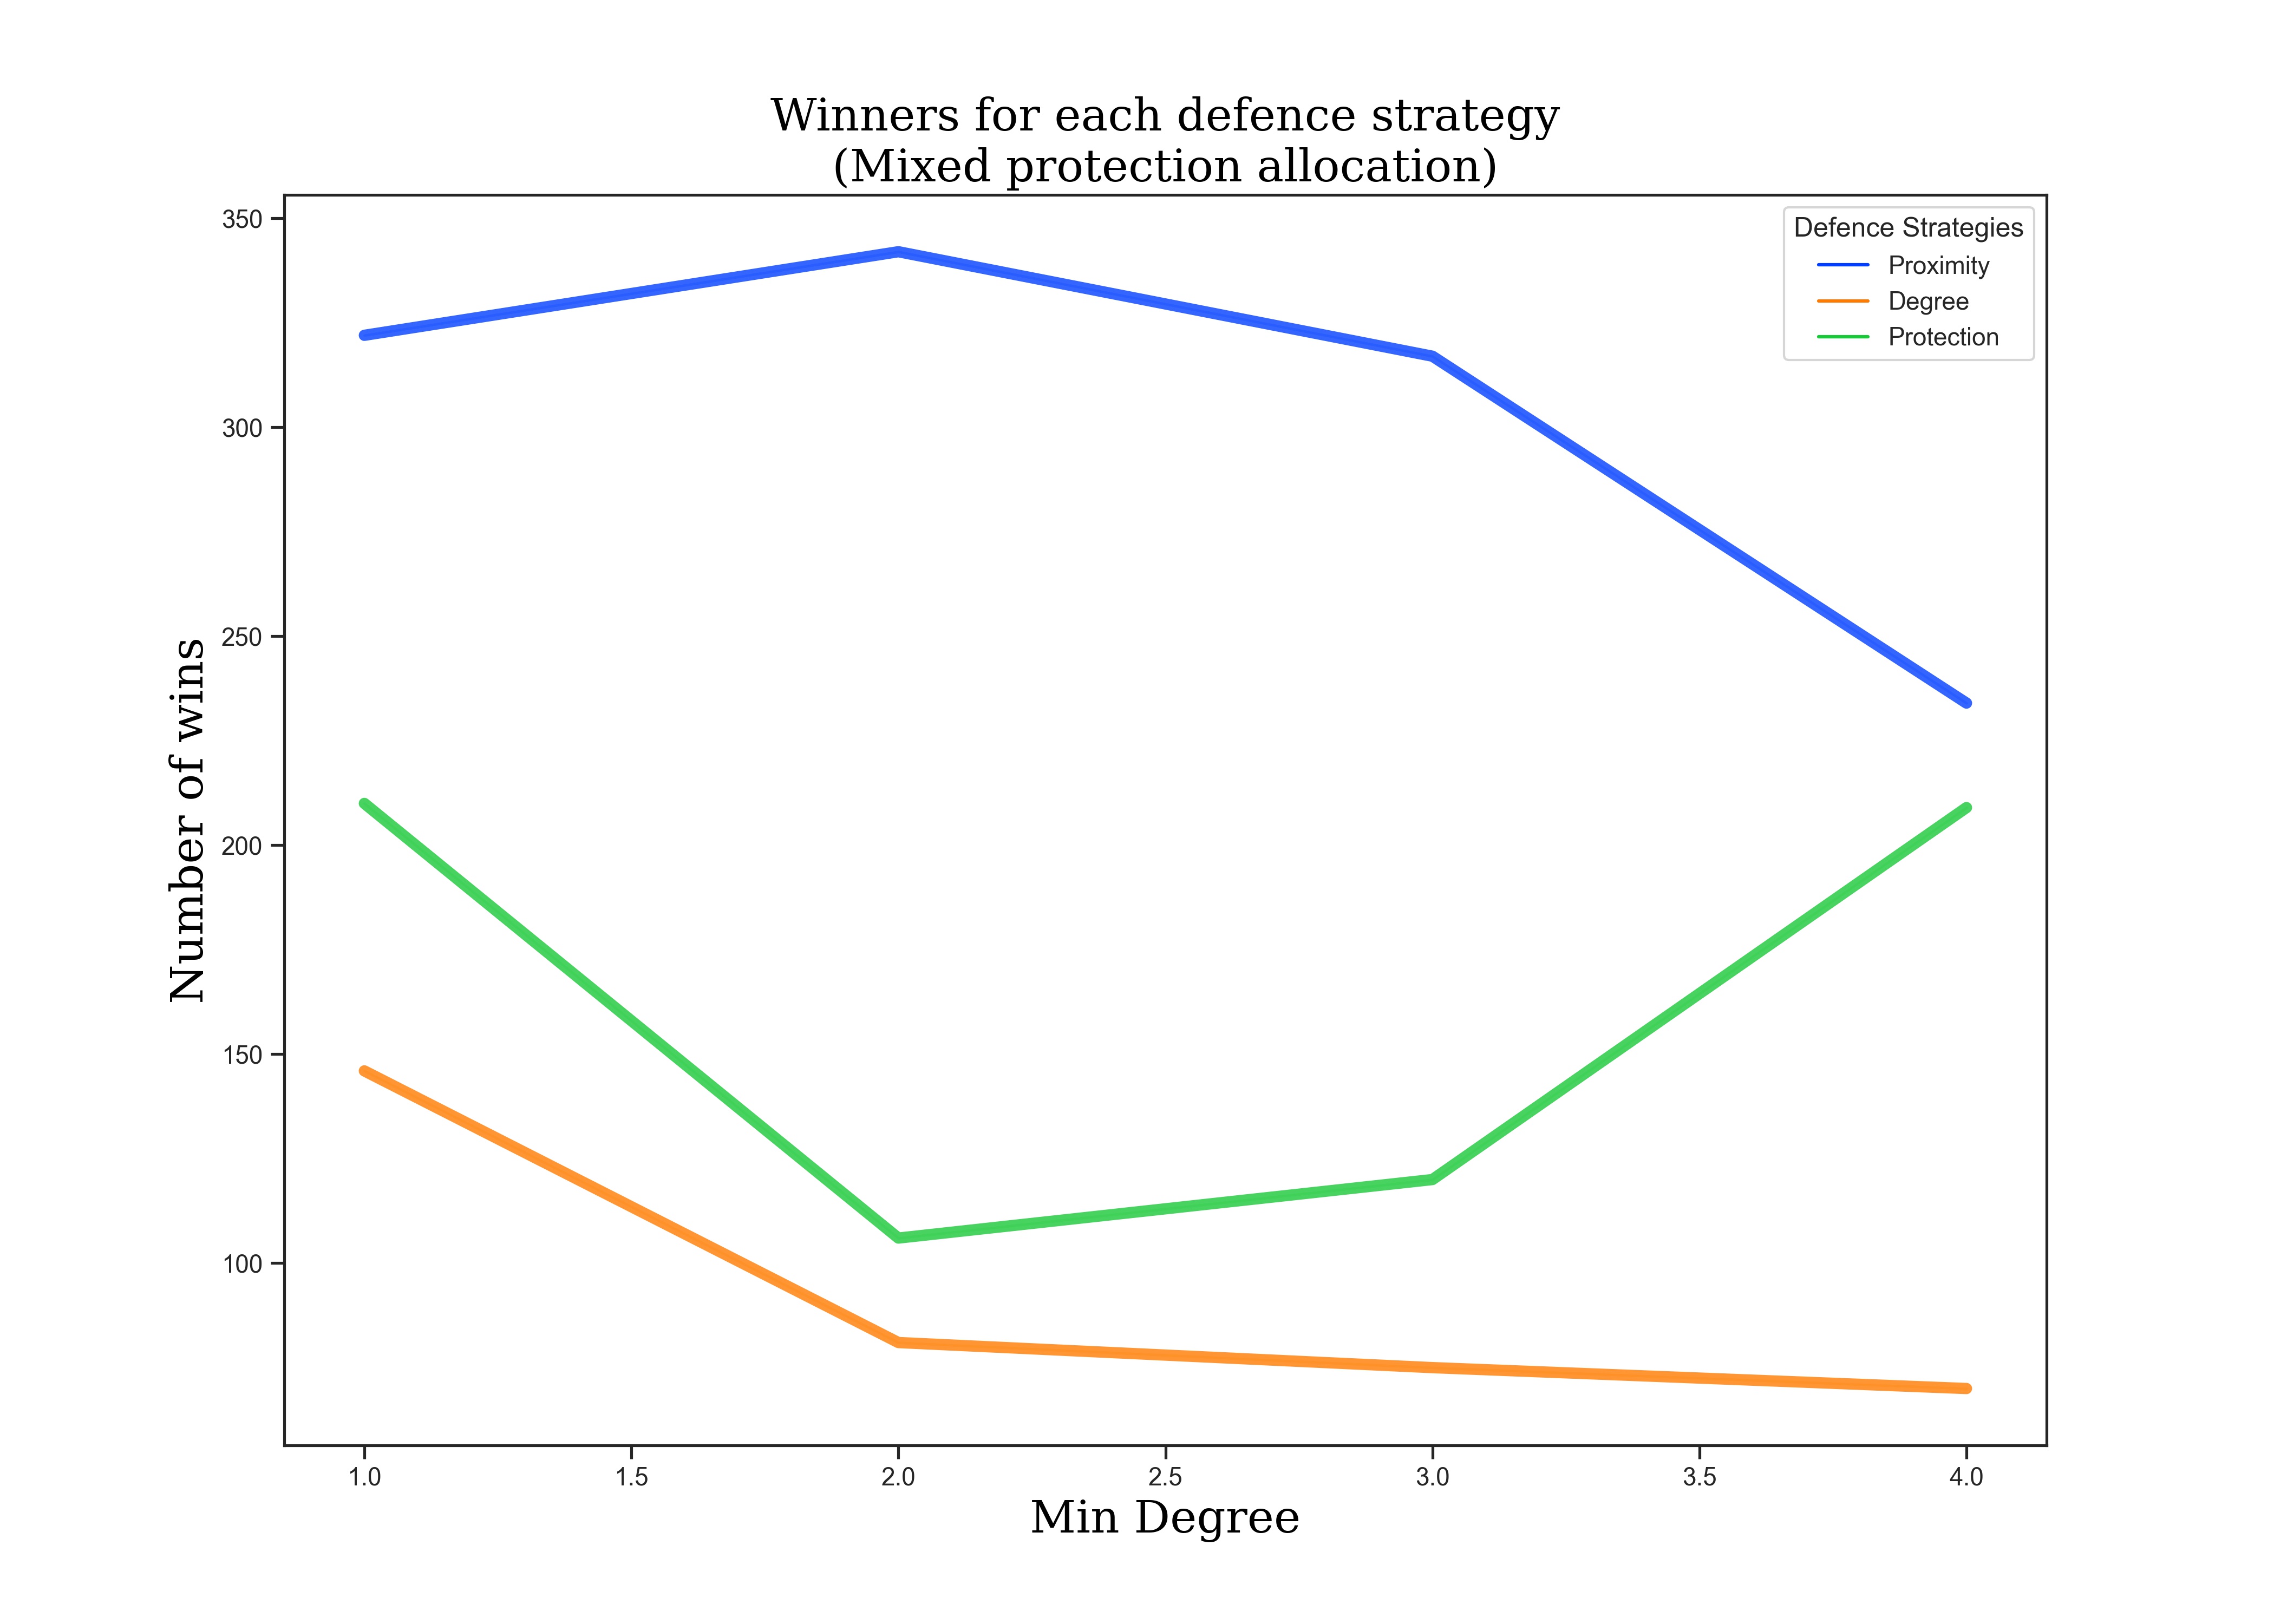 Winners for each defence strategy
(Mixed protection allocation)
Defence Strategies
Proximity
Degree
Protection
350
300
250
200
150
100
Number of wins
1.0 1.5 2.0 2.5 3.0 3.5 4.0
Min Degree